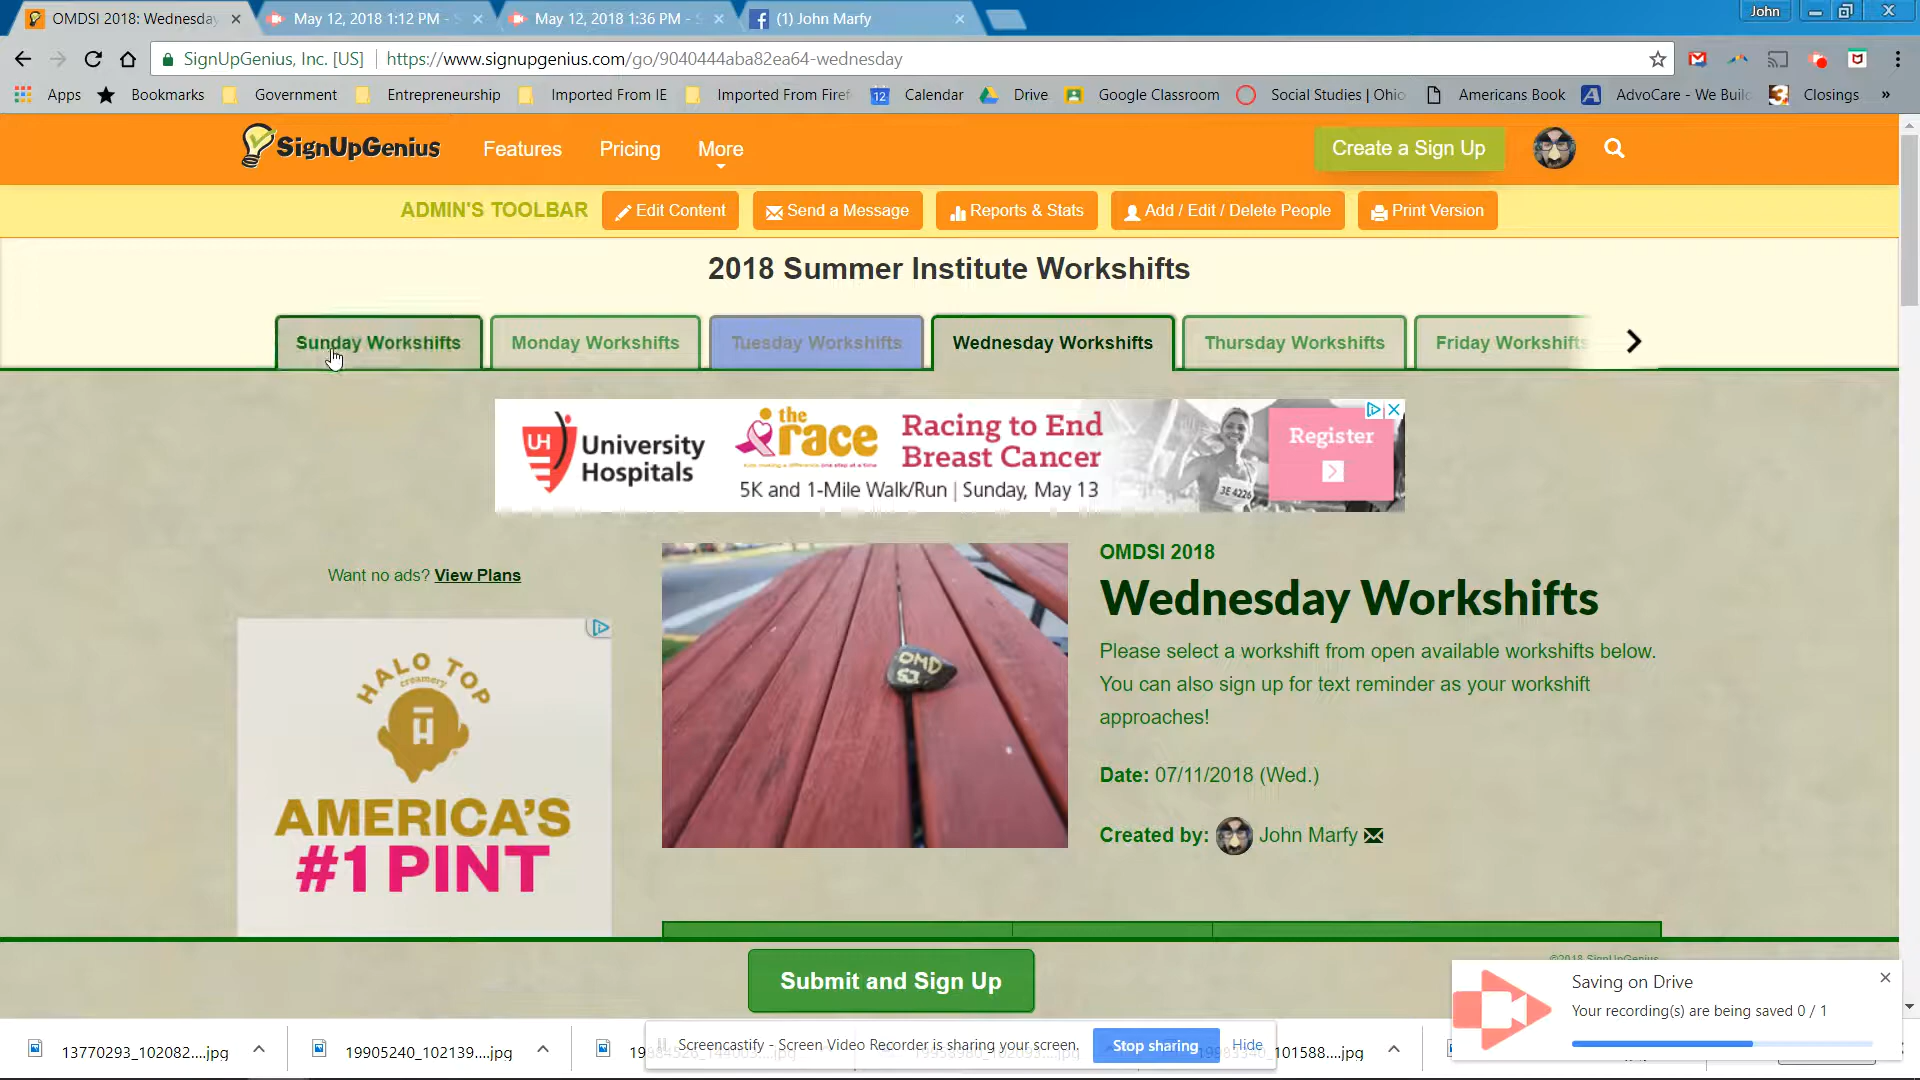 OMDSI 2018: Wednesday
May 12, 2018 1:12 PM - S
May 12, 2018 1:36 PM - S
(1) John Marfy
John
SignUpGenius, Inc. [US]
https://www.signupgenius.com/go/9040444aba82ea64-wednesday
Apps
Bookmarks
Government
Entrepreneurship
Imported From IE
Imported From Firef
12
Calendar
Drive
Google Classroom
Social Studies | Ohio
Americans Book
AdvoCare - We Build
Closings
»
SignUpGenius
Features
Pricing
More
Create a Sign Up
ADMIN'S TOOLBAR
Edit Content
Send a Message
Reports & Stats
Add / Edit / Delete People
Print Version
2018 Summer Institute Workshifts
Sunday Workshifts
Monday Workshifts
Tuesday Workshifts
Wednesday Workshifts
Thursday Workshifts
Friday Workshifts
UH
University
Hospitals
the
race
Racing to End
Breast Cancer
5K and 1-Mile Walk/Run | Sunday, May 13
3E 4226
Register
Want no ads? View Plans
HALO TOP
creamery
H
AMERICA'S
#1 PINT
OMD
SI
OMDSI 2018
Wednesday Workshifts
Please select a workshift from open available workshifts below.
You can also sign up for text reminder as your workshift
approaches!
Date: 07/11/2018 (Wed.)
Created by: John Marfy
Submit and Sign Up
©2018 SignUpGenius
Saving on Drive
Your recording(s) are being saved 0 / 1
13770293_102082....jpg
19905240_102139....jpg
Screencastify - Screen Video Recorder is sharing your screen.
Stop sharing
Hide
101588....jpg